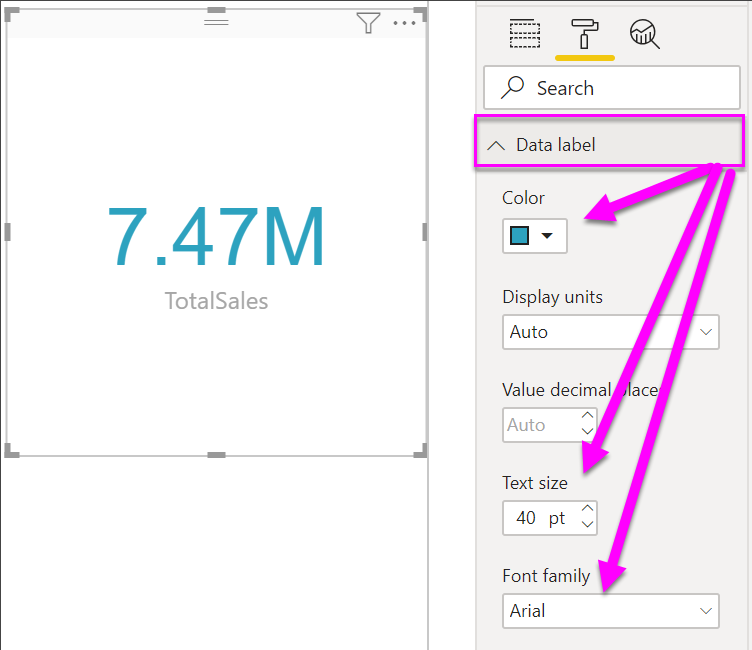 7.47M
TotalSales
Search
Data label
Color
Display units
Auto
Value decimal places
Auto
Text size
40 pt
Font family
Arial